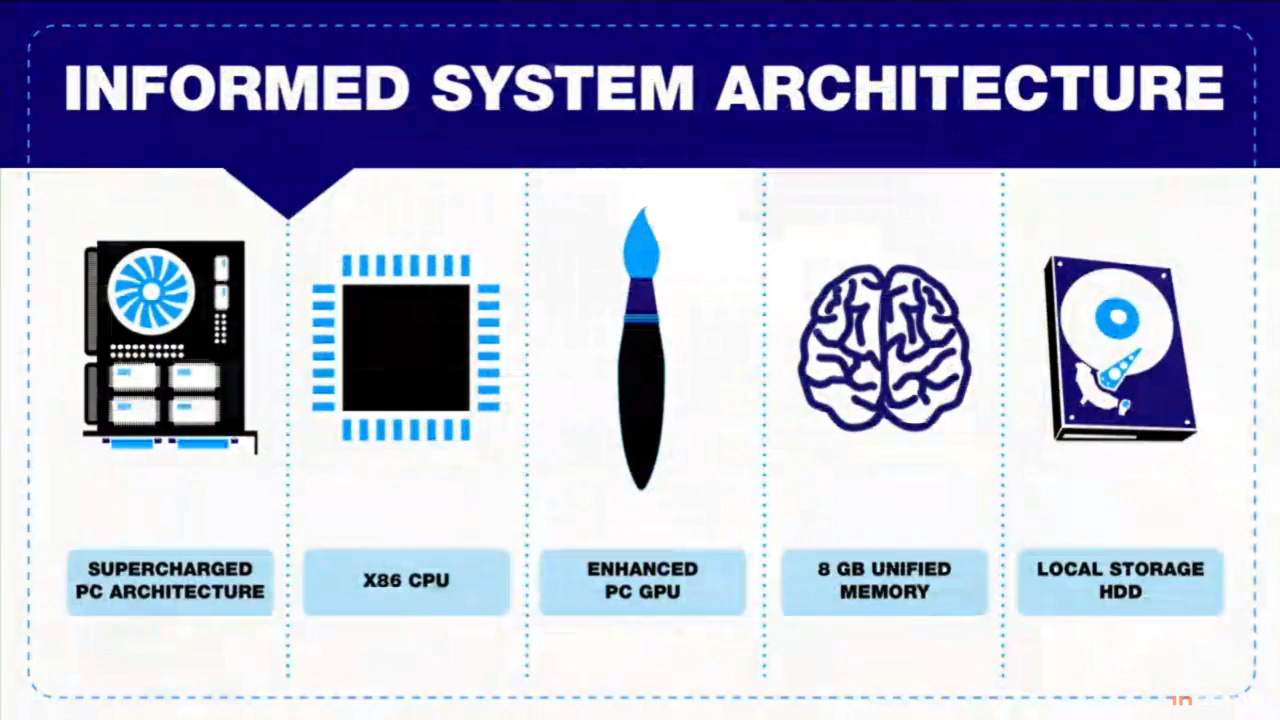 INFORMED SYSTEM ARCHITECTURE
SUPERCHARGED
PC ARCHITECTURE
X86 CPU
ENHANCED
PC GPU
8 GB UNIFIED
MEMORY
LOCAL STORAGE
HDD